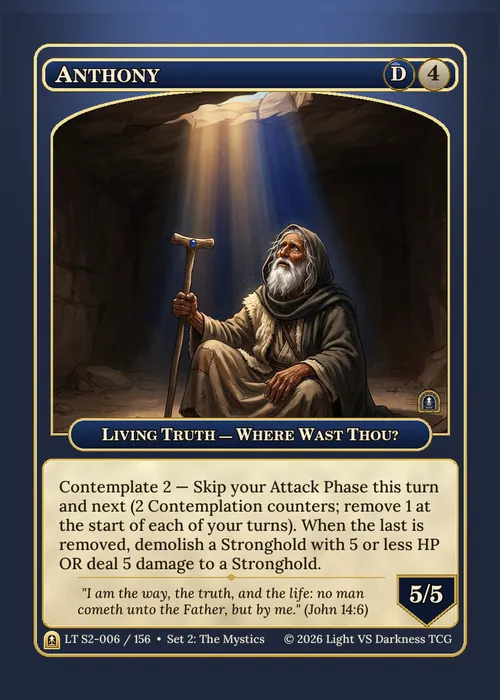 ANTHONY
D 4
LIVING TRUTH — WHERE WAST THOU?
Contemplate 2 — Skip your Attack Phase this turn
and next (2 Contemplation counters; remove 1 at
the start of each of your turns). When the last is
removed, demolish a Stronghold with 5 or less HP
OR deal 5 damage to a Stronghold.
"I am the way, the truth, and the life: no man
cometh unto the Father, but by me." (John 14:6)
5/5
LT S2-006 / 156 • Set 2: The Mystics © 2026 Light VS Darkness TCG